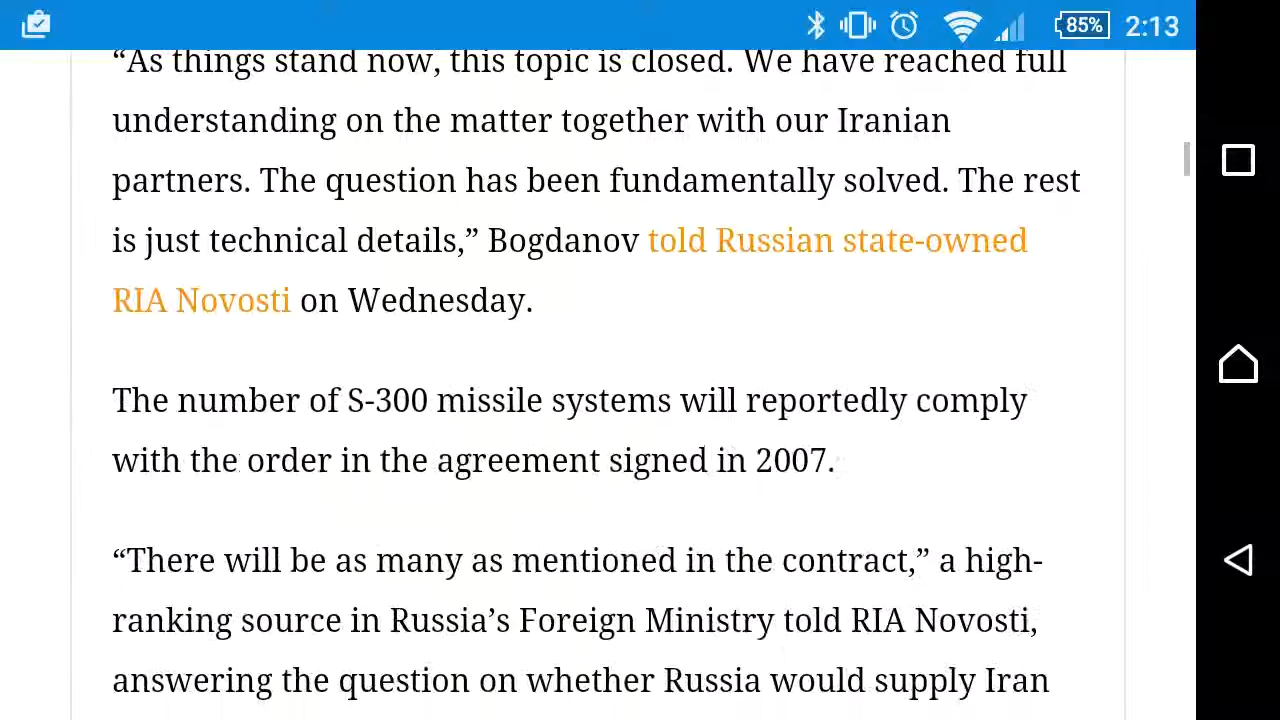 85% 2:13
“As things stand now, this topic is closed. We have reached full
understanding on the matter together with our Iranian
partners. The question has been fundamentally solved. The rest
is just technical details,” Bogdanov told Russian state-owned
RIA Novosti on Wednesday.
The number of S-300 missile systems will reportedly comply
with the order in the agreement signed in 2007.
“There will be as many as mentioned in the contract,” a high-
ranking source in Russia’s Foreign Ministry told RIA Novosti,
answering the question on whether Russia would supply Iran